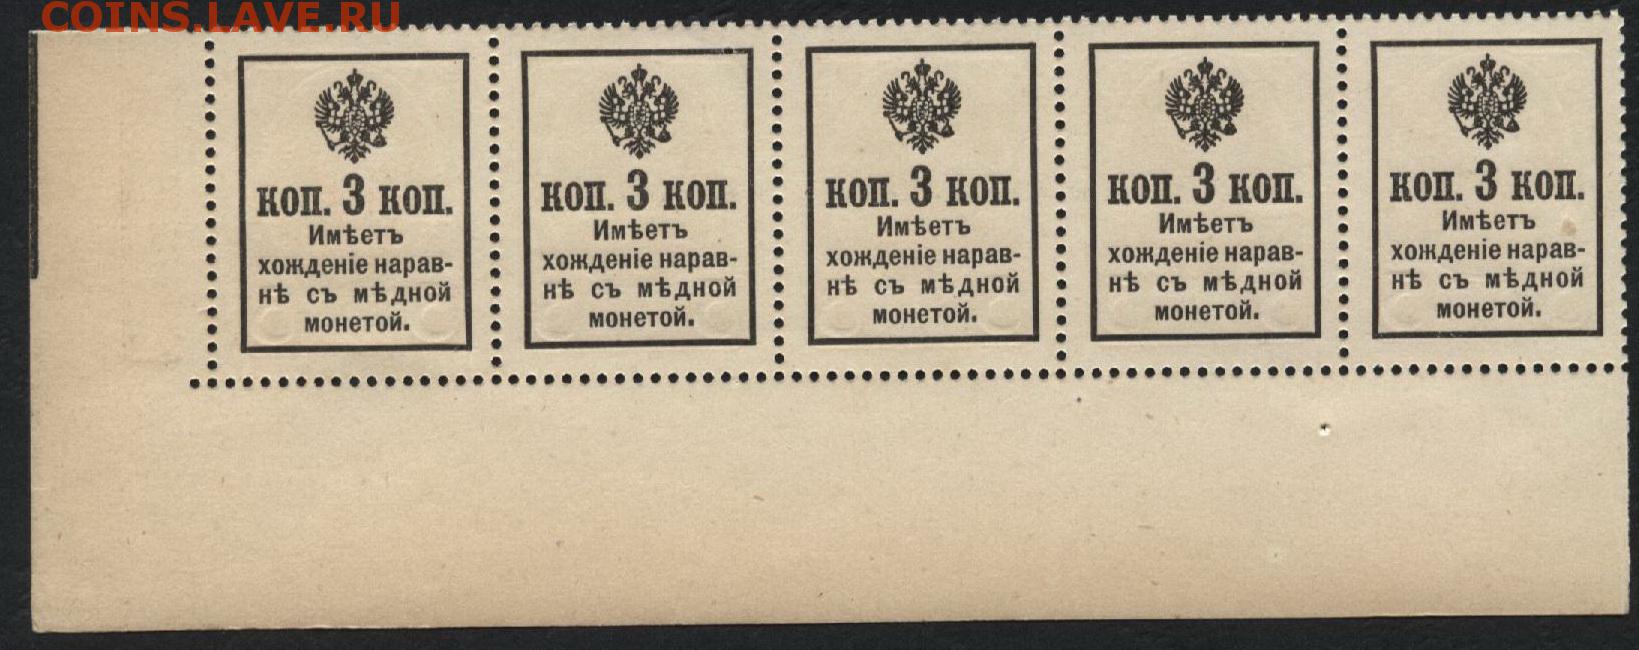 COINS.LAVE.RU
КОП. 3 КОП.
Имѣетъ
хожденіе нарав-
нѣ съ мѣдной
монетой.
КОП. 3 КОП.
Имѣетъ
хожденіе нарав-
нѣ съ мѣдной
монетой.
КОП. 3 КОП.
Имѣетъ
хожденіе нарав-
нѣ съ мѣдной
монетой.
КОП. 3 КОП.
Имѣетъ
хожденіе нарав-
нѣ съ мѣдной
монетой.
КОП. 3 КОП.
Имѣетъ
хожденіе нарав-
нѣ съ мѣдной
монетой.